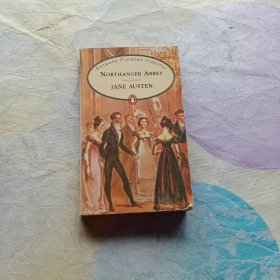 Penguin Popular Classics
NORTHANGER ABBEY
JANE AUSTEN